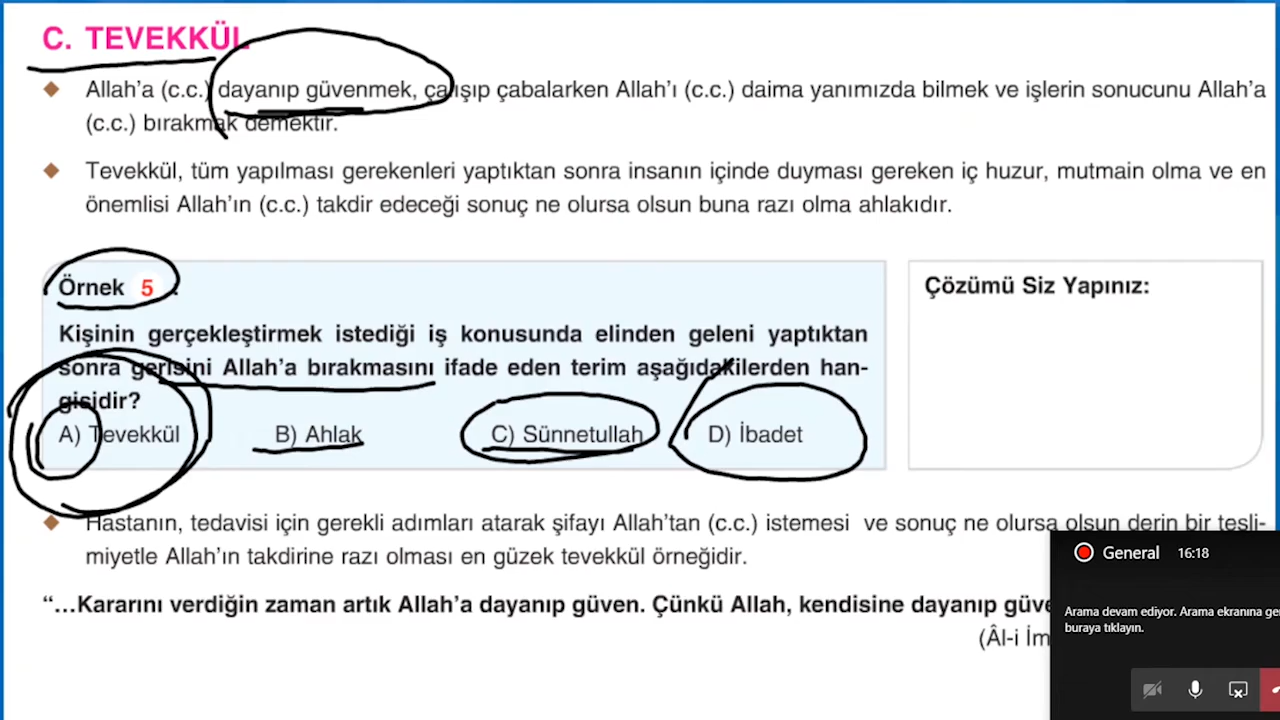 C. TEVEKKÜL
Allah’a (c.c.) dayanıp güvenmek, çalışıp çabalarken Allah’ı (c.c.) daima yanımızda bilmek ve işlerin sonucunu Allah’a
(c.c.) bırakmak demektir.
Tevekkül, tüm yapılması gerekenleri yaptıktan sonra insanın içinde duyması gereken iç huzur, mutmain olma ve en
önemlisi Allah’ın (c.c.) takdir edeceği sonuç ne olursa olsun buna razı olma ahlakıdır.
Örnek 5
Kişinin gerçekleştirmek istediği iş konusunda elinden geleni yaptıktan
sonra gerisini Allah’a bırakmasını ifade eden terim aşağıdakilerden han-
gisidir?
A) Tevekkül B) Ahlak C) Sünnetullah D) İbadet
Çözümü Siz Yapınız:
Hastanın, tedavisi için gerekli adımları atarak şifayı Allah’tan (c.c.) istemesi ve sonuç ne olursa olsun derin bir tesli-
miyetle Allah’ın takdirine razı olması en güzek tevekkül örneğidir.
“…Kararını verdiğin zaman artık Allah’a dayanıp güven. Çünkü Allah, kendisine dayanıp güve
(Âl-i İm
General 16:18
Arama devam ediyor. Arama ekranına ge
buraya tıklayın.